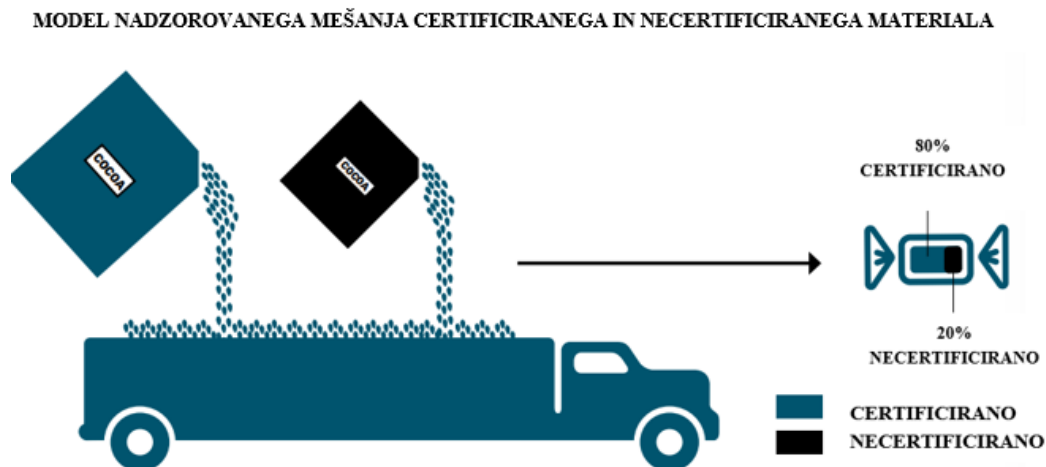 MODEL NADZOROVANEGA MEŠANJA CERTIFICIRANEGA IN NECERTIFICIRANEGA MATERIALA
COCOA
COCOA
80%
CERTIFICIRANO
20%
NECERTIFICIRANO
CERTIFICIRANO
NECERTIFICIRANO